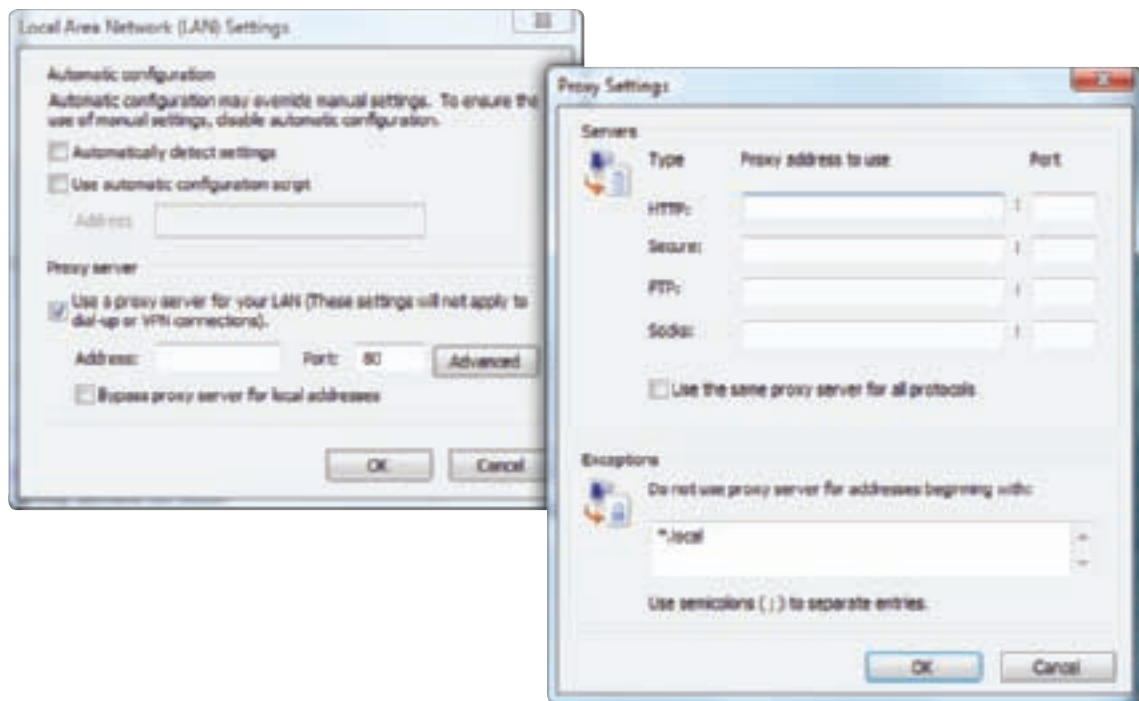 Local Area Network (LAN) Settings
Automatic configuration
Automatic configuration may override manual settings. To ensure the
use of manual settings, disable automatic configuration.
Automatically detect settings
Use automatic configuration script
Address
Proxy server
Use a proxy server for your LAN (These settings will not apply to
dial-up or VPN connections).
Address: Port: 80 Advanced
Bypass proxy server for local addresses
OK Cancel
Proxy Settings
Servers
Type Proxy address to use Port
HTTP: :
Secure: :
FTP: :
Socks: :
Use the same proxy server for all protocols
Exceptions
Do not use proxy server for addresses beginning with:
*.local
Use semicolons ( ; ) to separate entries.
OK Cancel